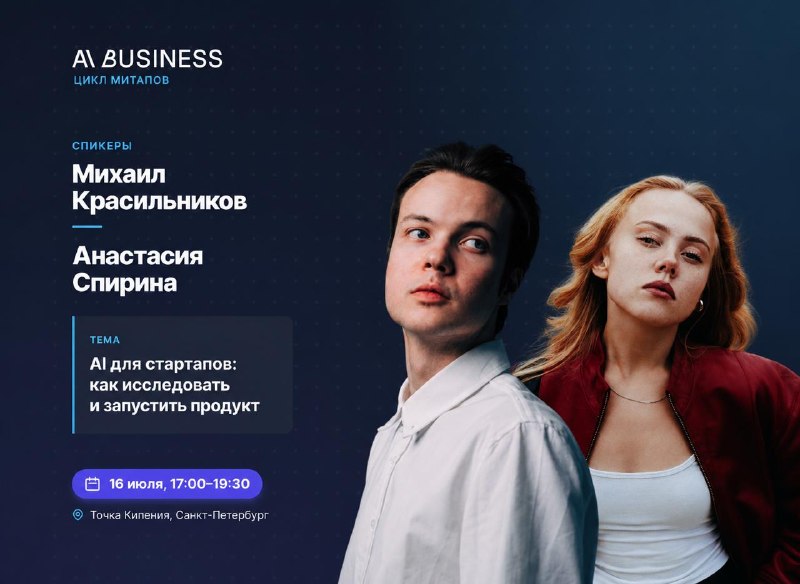 AI BUSINESS
ЦИКЛ МИТАПОВ
СПИКЕРЫ
Михаил
Красильников
Анастасия
Спирина
ТЕМА
AI для стартапов:
как исследовать
и запустить продукт
16 июля, 17:00–19:30
Точка Кипения, Санкт-Петербург